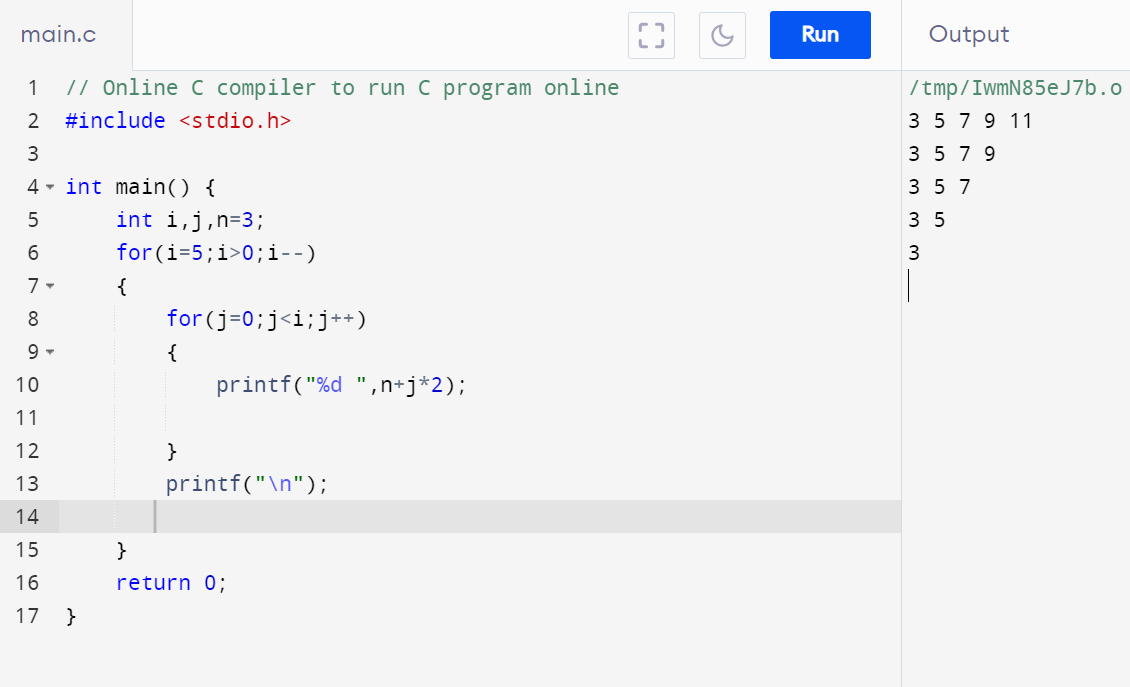 main.c
Run
Output
1 // Online C compiler to run C program online
2 #include <stdio.h>
3
4 int main() {
5     int i,j,n=3;
6     for(i=5;i>0;i--)
7     {
8         for(j=0;j<i;j++)
9         {
10             printf("%d ",n+j*2);
11
12         }
13         printf("\n");
14
15     }
16     return 0;
17 }
/tmp/IwmN85eJ7b.o
3 5 7 9 11
3 5 7 9
3 5 7
3 5
3